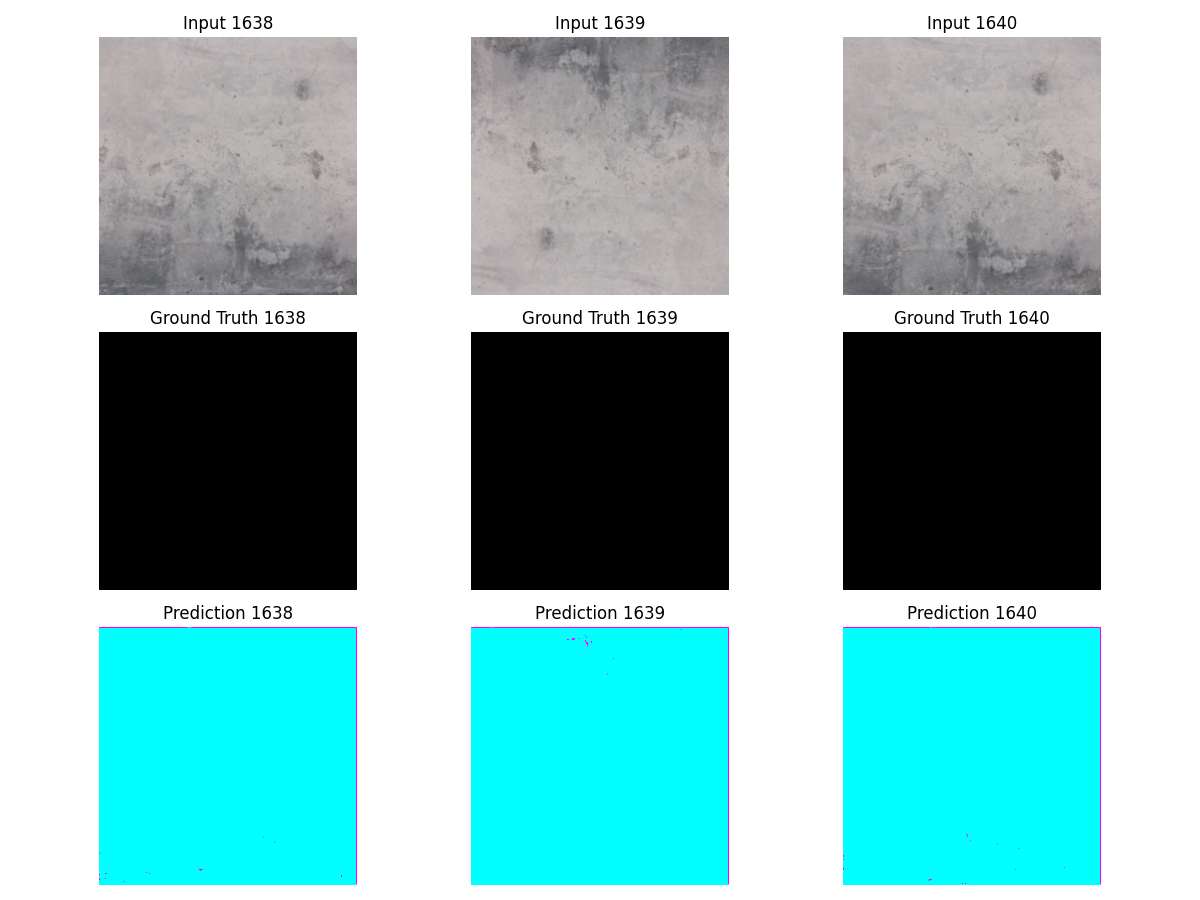 Input 1638
Input 1639
Input 1640
Ground Truth 1638
Ground Truth 1639
Ground Truth 1640
Prediction 1638
Prediction 1639
Prediction 1640